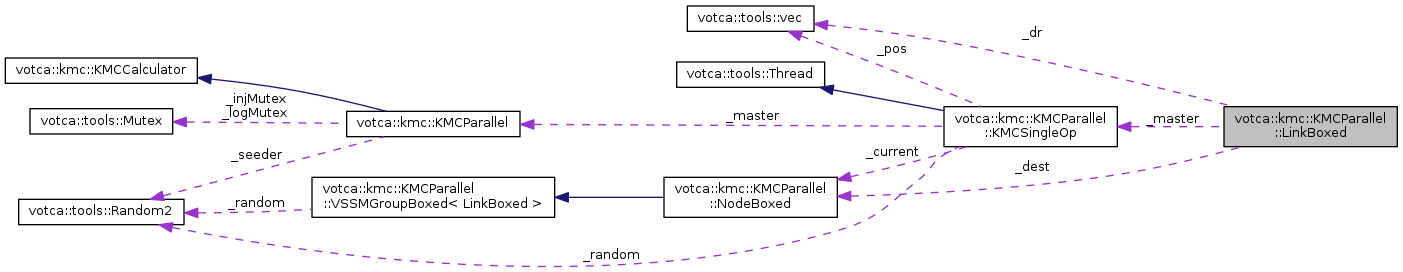 votca::tools::vec
_dr
_pos
votca::kmc::KMCCalculator
votca::tools::Thread
_injMutex
_logMutex
votca::tools::Mutex
votca::kmc::KMCParallel
_master
votca::kmc::KMCParallel
::KMCSingleOp
_master
votca::kmc::KMCParallel
::LinkBoxed
_seeder
_current
_dest
votca::tools::Random2
_random
votca::kmc::KMCParallel
::VSSMGroupBoxed< LinkBoxed >
votca::kmc::KMCParallel
::NodeBoxed
_random